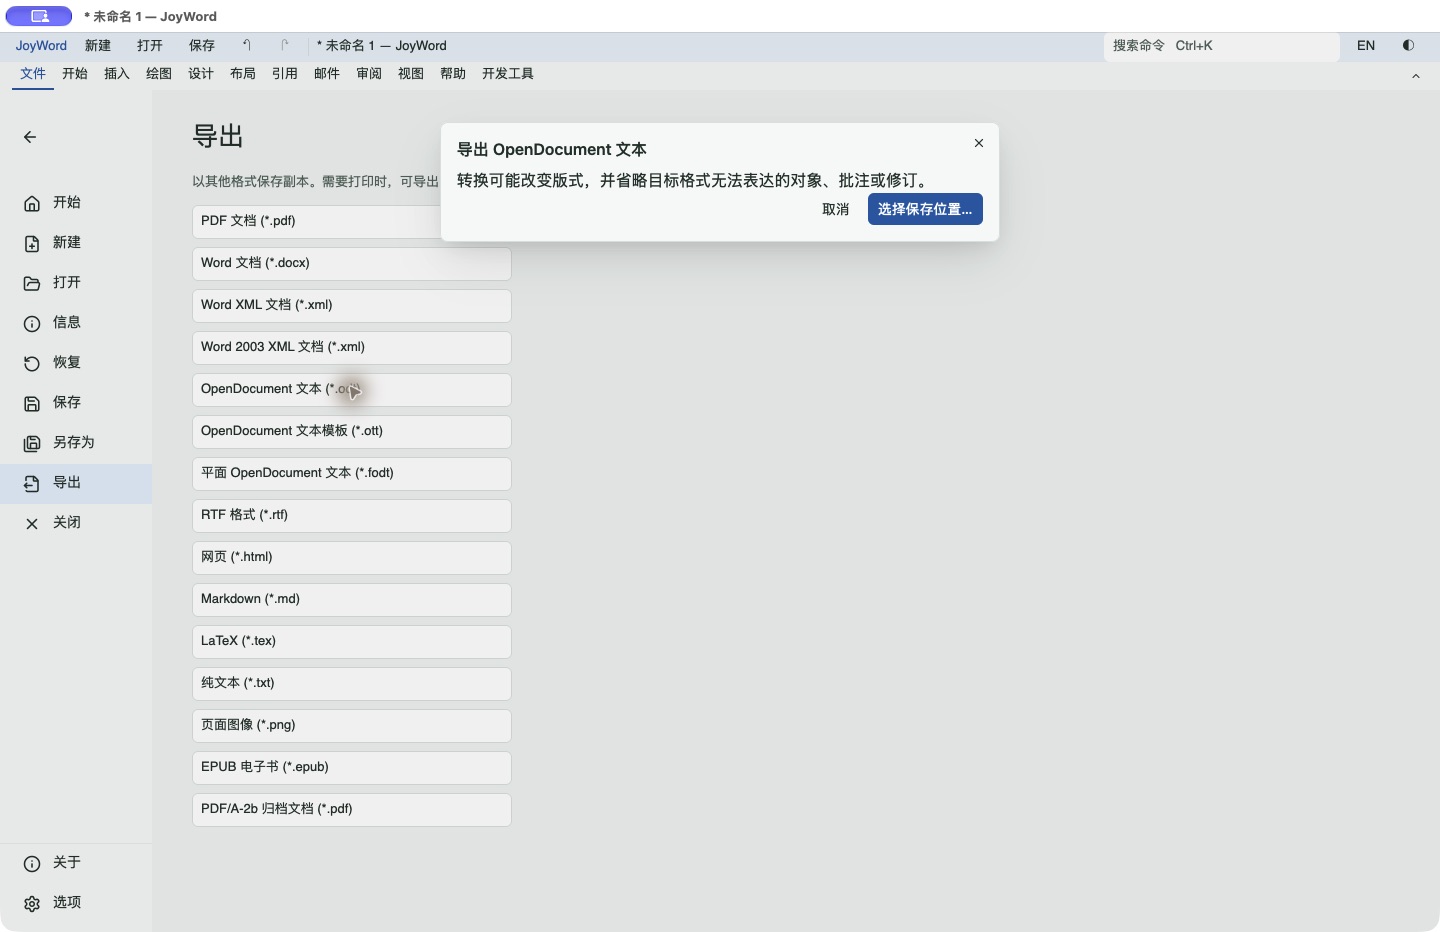 * 未命名 1 — JoyWord
JoyWord 新建 打开 保存 * 未命名 1 — JoyWord 搜索命令 Ctrl+K EN
文件 开始 插入 绘图 设计 布局 引用 邮件 审阅 视图 帮助 开发工具
开始
新建
打开
信息
恢复
保存
另存为
导出
关闭
关于
选项
导出
以其他格式保存副本。需要打印时，可导出
PDF 文档 (*.pdf)
Word 文档 (*.docx)
Word XML 文档 (*.xml)
Word 2003 XML 文档 (*.xml)
OpenDocument 文本
OpenDocument 文本模板 (*.ott)
平面 OpenDocument 文本 (*.fodt)
RTF 格式 (*.rtf)
网页 (*.html)
Markdown (*.md)
LaTeX (*.tex)
纯文本 (*.txt)
页面图像 (*.png)
EPUB 电子书 (*.epub)
PDF/A-2b 归档文档 (*.pdf)
导出 OpenDocument 文本
转换可能改变版式，并省略目标格式无法表达的对象、批注或修订。
取消 选择保存位置...